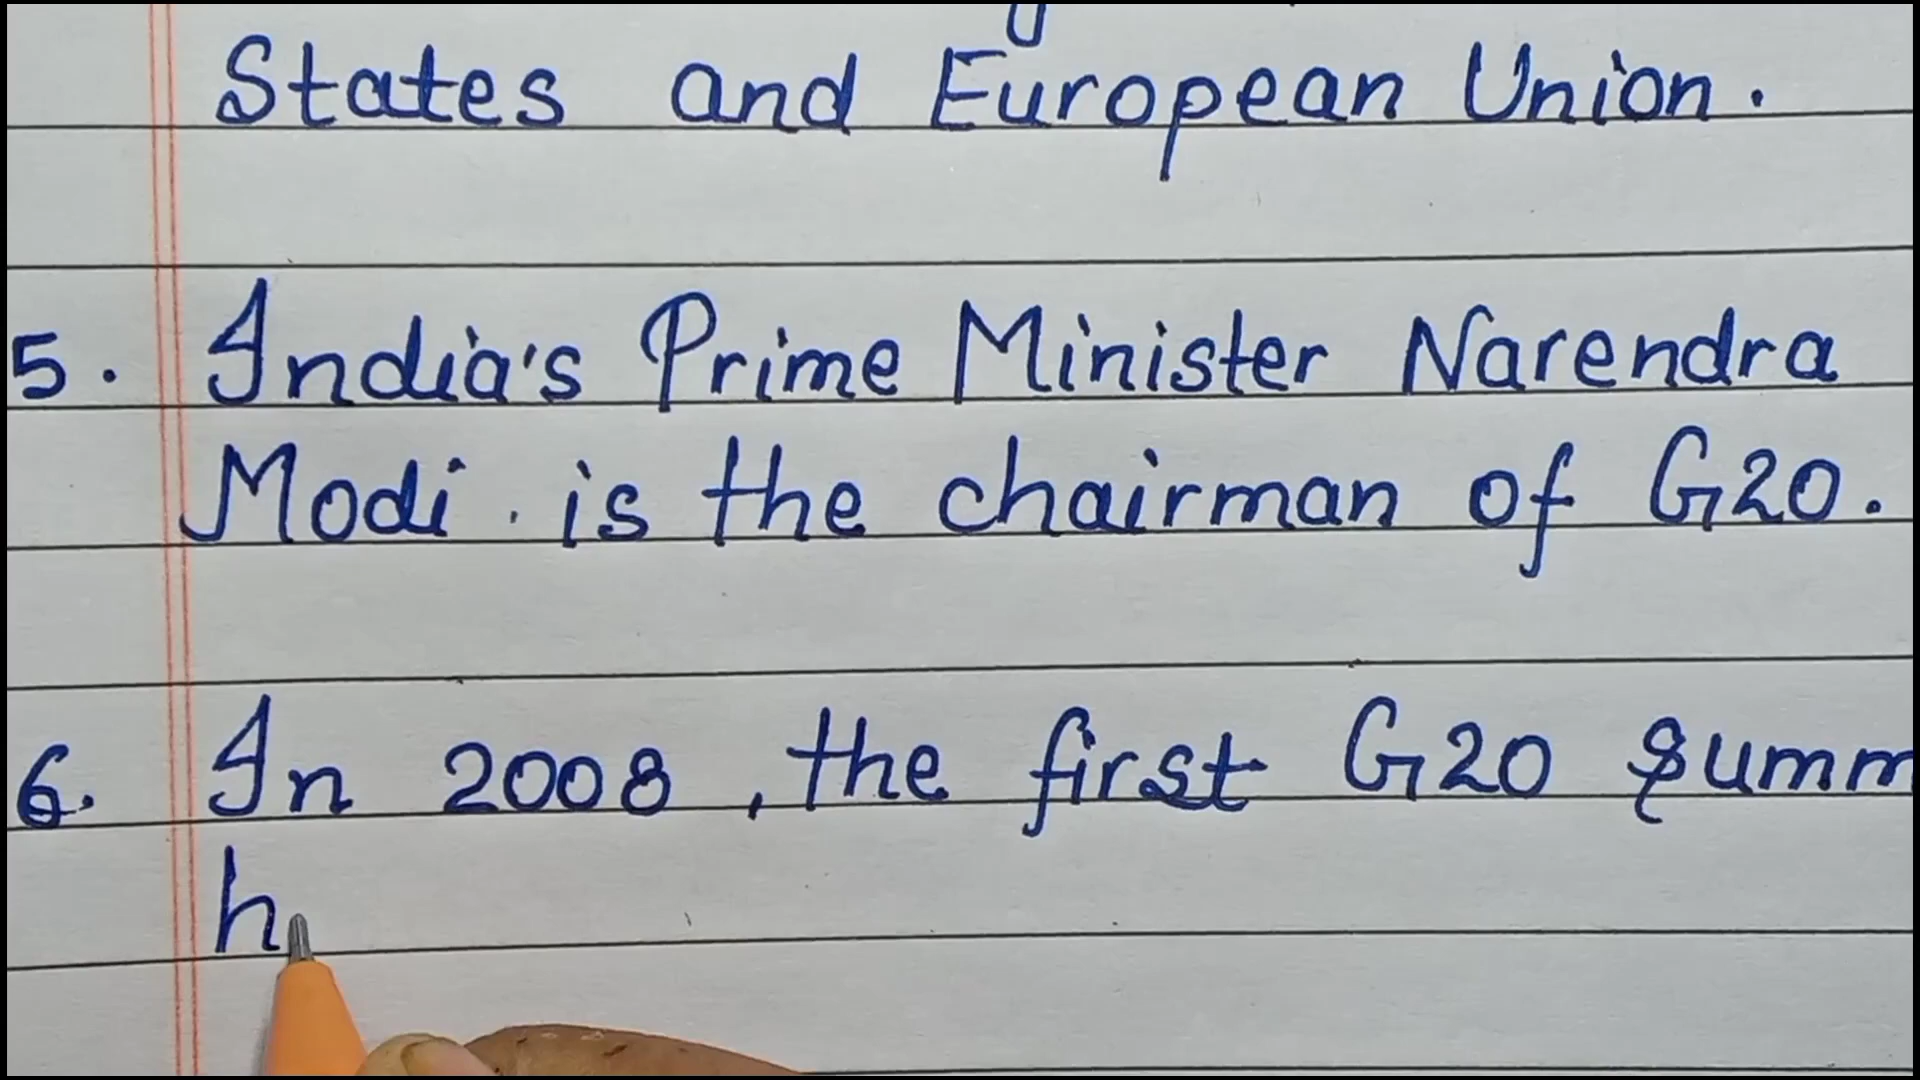 States and European Union.
5. India's Prime Minister Narendra
Modi . is the chairman of G20.
6. In 2008, the first G20 summ
h